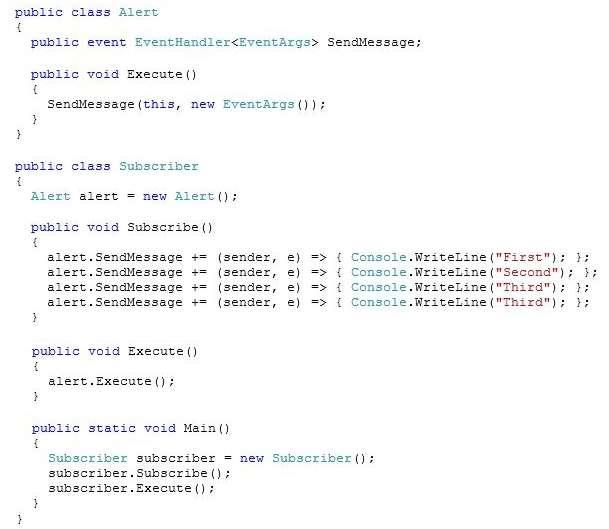 public class Alert
{
public event EventHandler<EventArgs> SendMessage;
public void Execute()
{
SendMessage(this, new EventArgs());
}
}
public class Subscriber
{
Alert alert = new Alert();
public void Subscribe()
{
alert.SendMessage += (sender, e) => { Console.WriteLine("First"); };
alert.SendMessage += (sender, e) => { Console.WriteLine("Second"); };
alert.SendMessage += (sender, e) => { Console.WriteLine("Third"); };
alert.SendMessage += (sender, e) => { Console.WriteLine("Third"); };
}
public void Execute()
{
alert.Execute();
}
public static void Main()
{
Subscriber subscriber = new Subscriber();
subscriber.Subscribe();
subscriber.Execute();
}
}